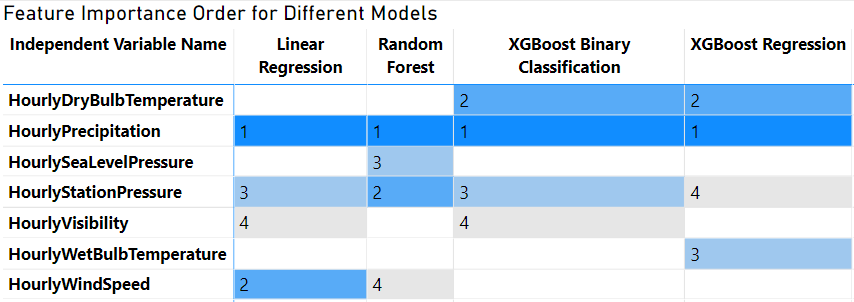 Feature Importance Order for Different Models
Independent Variable Name Linear Regression Random Forest XGBoost Binary Classification XGBoost Regression
HourlyDryBulbTemperature 2 2
HourlyPrecipitation 1 1 1 1
HourlySeaLevelPressure 3
HourlyStationPressure 3 2 3 4
HourlyVisibility 4 4
HourlyWetBulbTemperature 3
HourlyWindSpeed 2 4